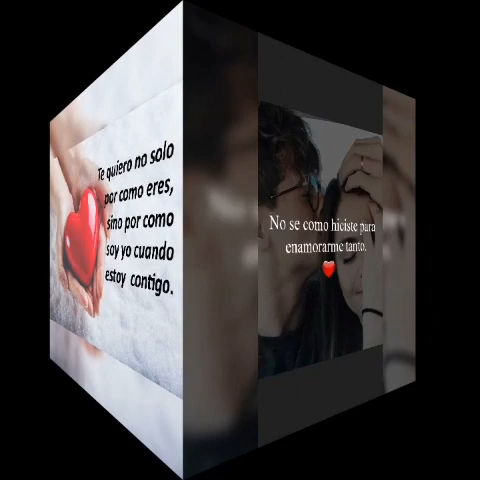 Te quiero no solo
por como eres,
sino por como
soy yo cuando
estoy contigo.
No se como hiciste para
enamorarme tanto.